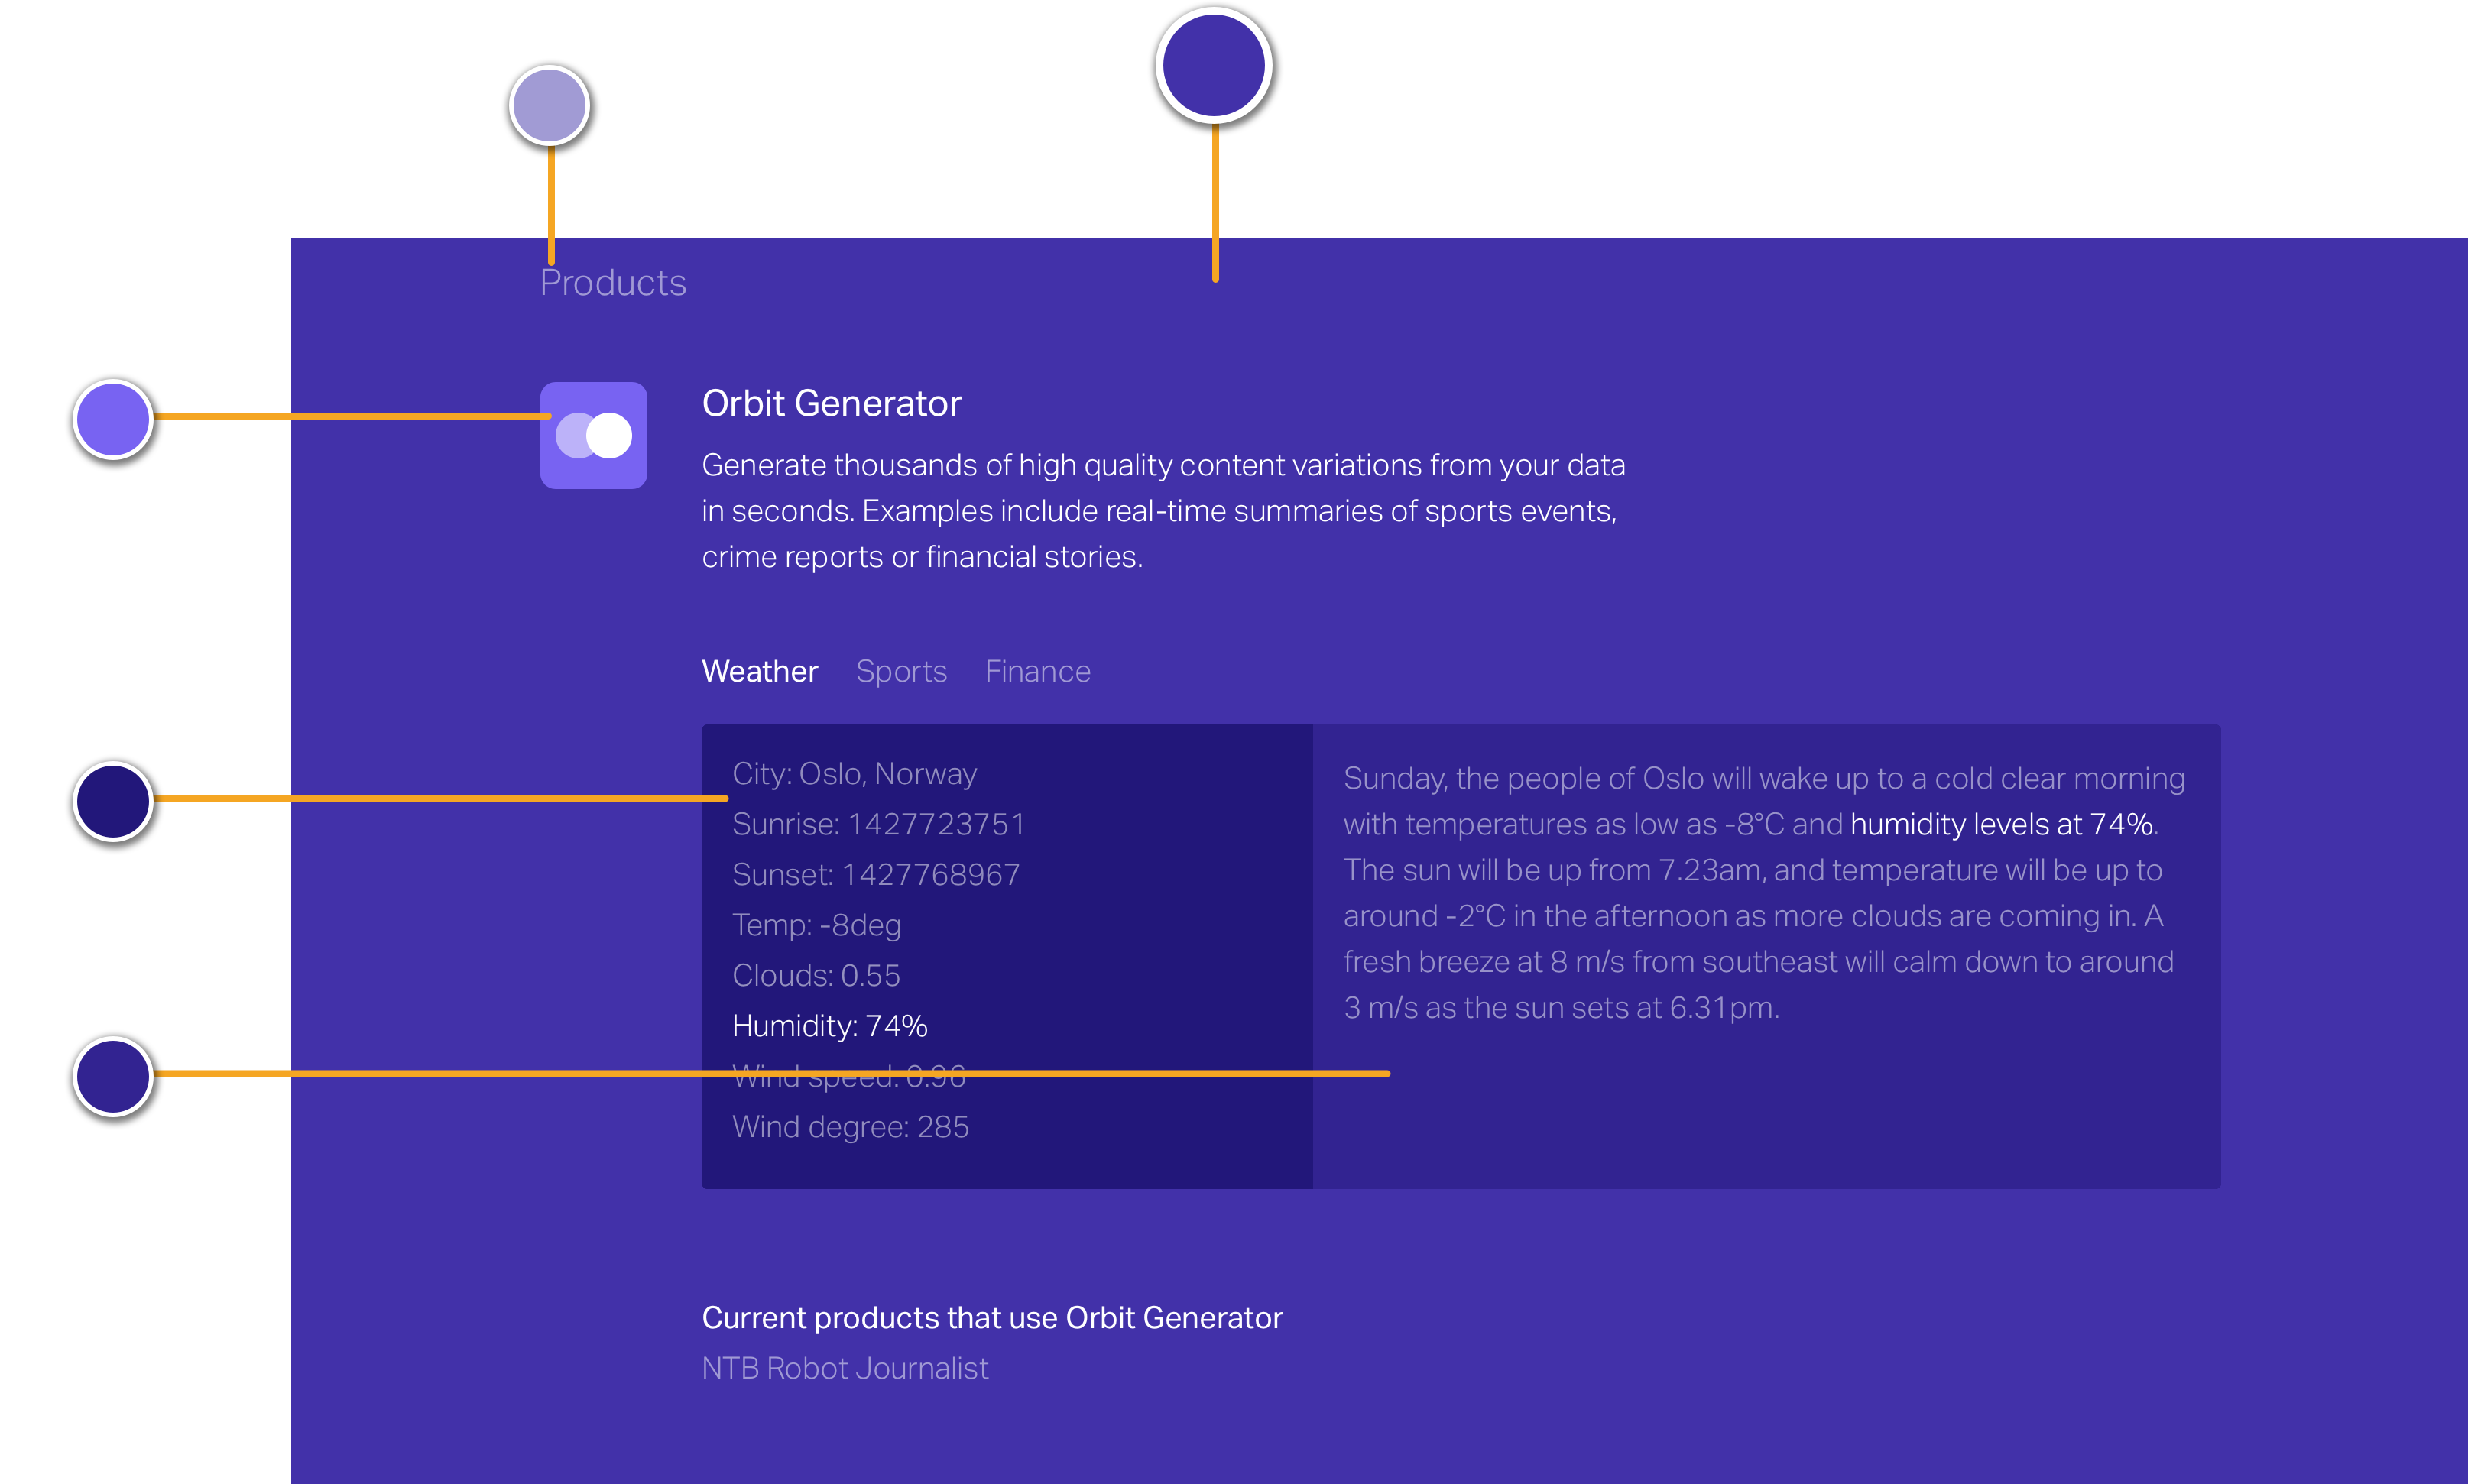 Products
Orbit Generator
Generate thousands of high quality content variations from your data
in seconds. Examples include real-time summaries of sports events,
crime reports or financial stories.
Weather Sports Finance
City: Oslo, Norway
Sunrise: 1427723751
Sunset: 1427768967
Temp: -8deg
Clouds: 0.55
Humidity: 74%
Wind speed: 0.96
Wind degree: 285
Sunday, the people of Oslo will wake up to a cold clear morning
with temperatures as low as -8°C and humidity levels at 74%.
The sun will be up from 7.23am, and temperature will be up to
around -2°C in the afternoon as more clouds are coming in. A
fresh breeze at 8 m/s from southeast will calm down to around
3 m/s as the sun sets at 6.31pm.
Current products that use Orbit Generator
NTB Robot Journalist